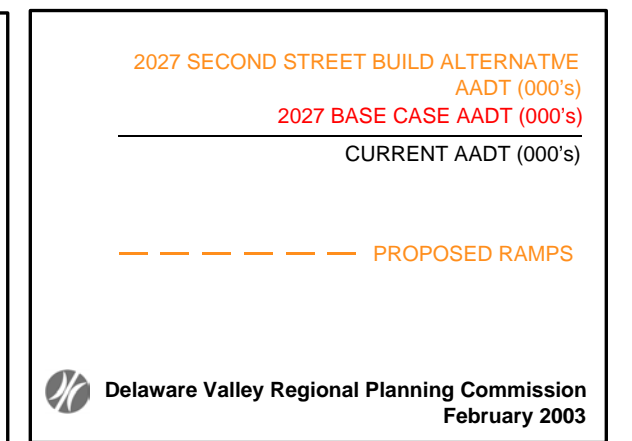 2027 SECOND STREET BUILD ALTERNATVE
AADT (000's)
2027 BASE CASE AADT (000's)
CURRENT AADT (000's)
PROPOSED RAMPS
Delaware Valley Regional Planning Commission
February 2003